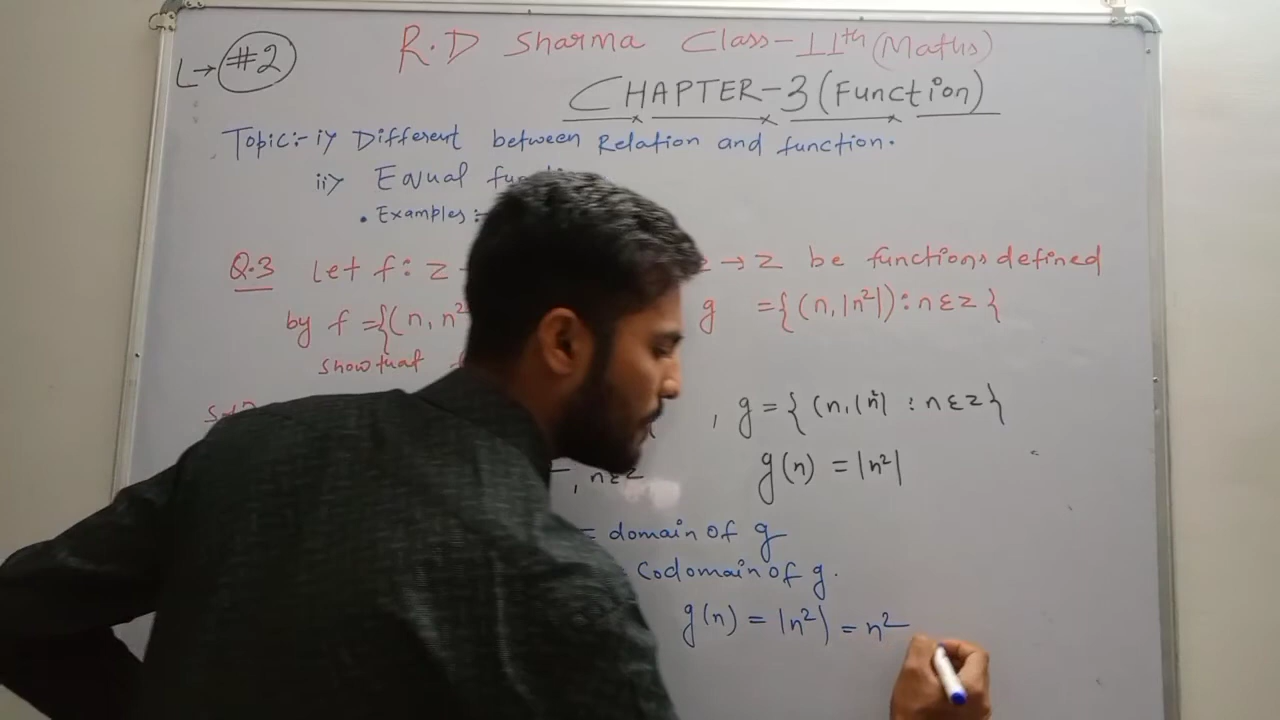 ↳ #2
R.D Sharma Class-11th (Maths)
CHAPTER-3 (Function)
Topic:- i> Different between Relation and function.
ii> Equal
• Examples:-
Q.3 Let f: z → z be functions defined
by f ={(n, n² g ={(n, |n²|) : n ε z }
Show that
, g = { (n, |n²| : n ε z }
, n ε z g(n) = |n²|
= domain of g
Codomain of g.
g(n) = |n²| = n²